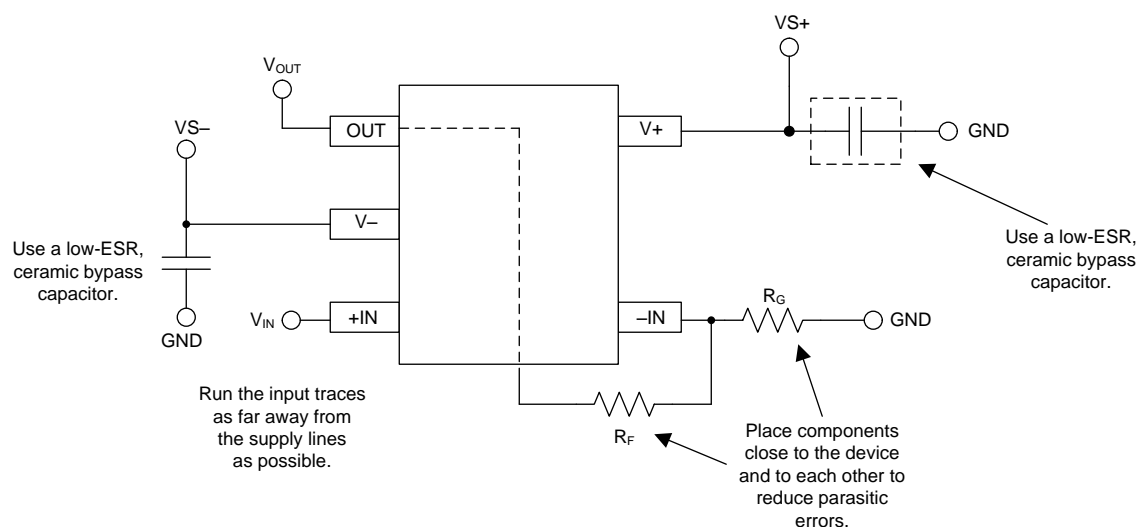 VS+
VOUT
VS–
OUT
V+
GND
V–
Use a low-ESR,
ceramic bypass
capacitor.
Use a low-ESR,
ceramic bypass
capacitor.
GND
VIN
+IN
–IN
RG
GND
Run the input traces
as far away from
the supply lines
as possible.
RF
Place components
close to the device
and to each other to
reduce parasitic
errors.